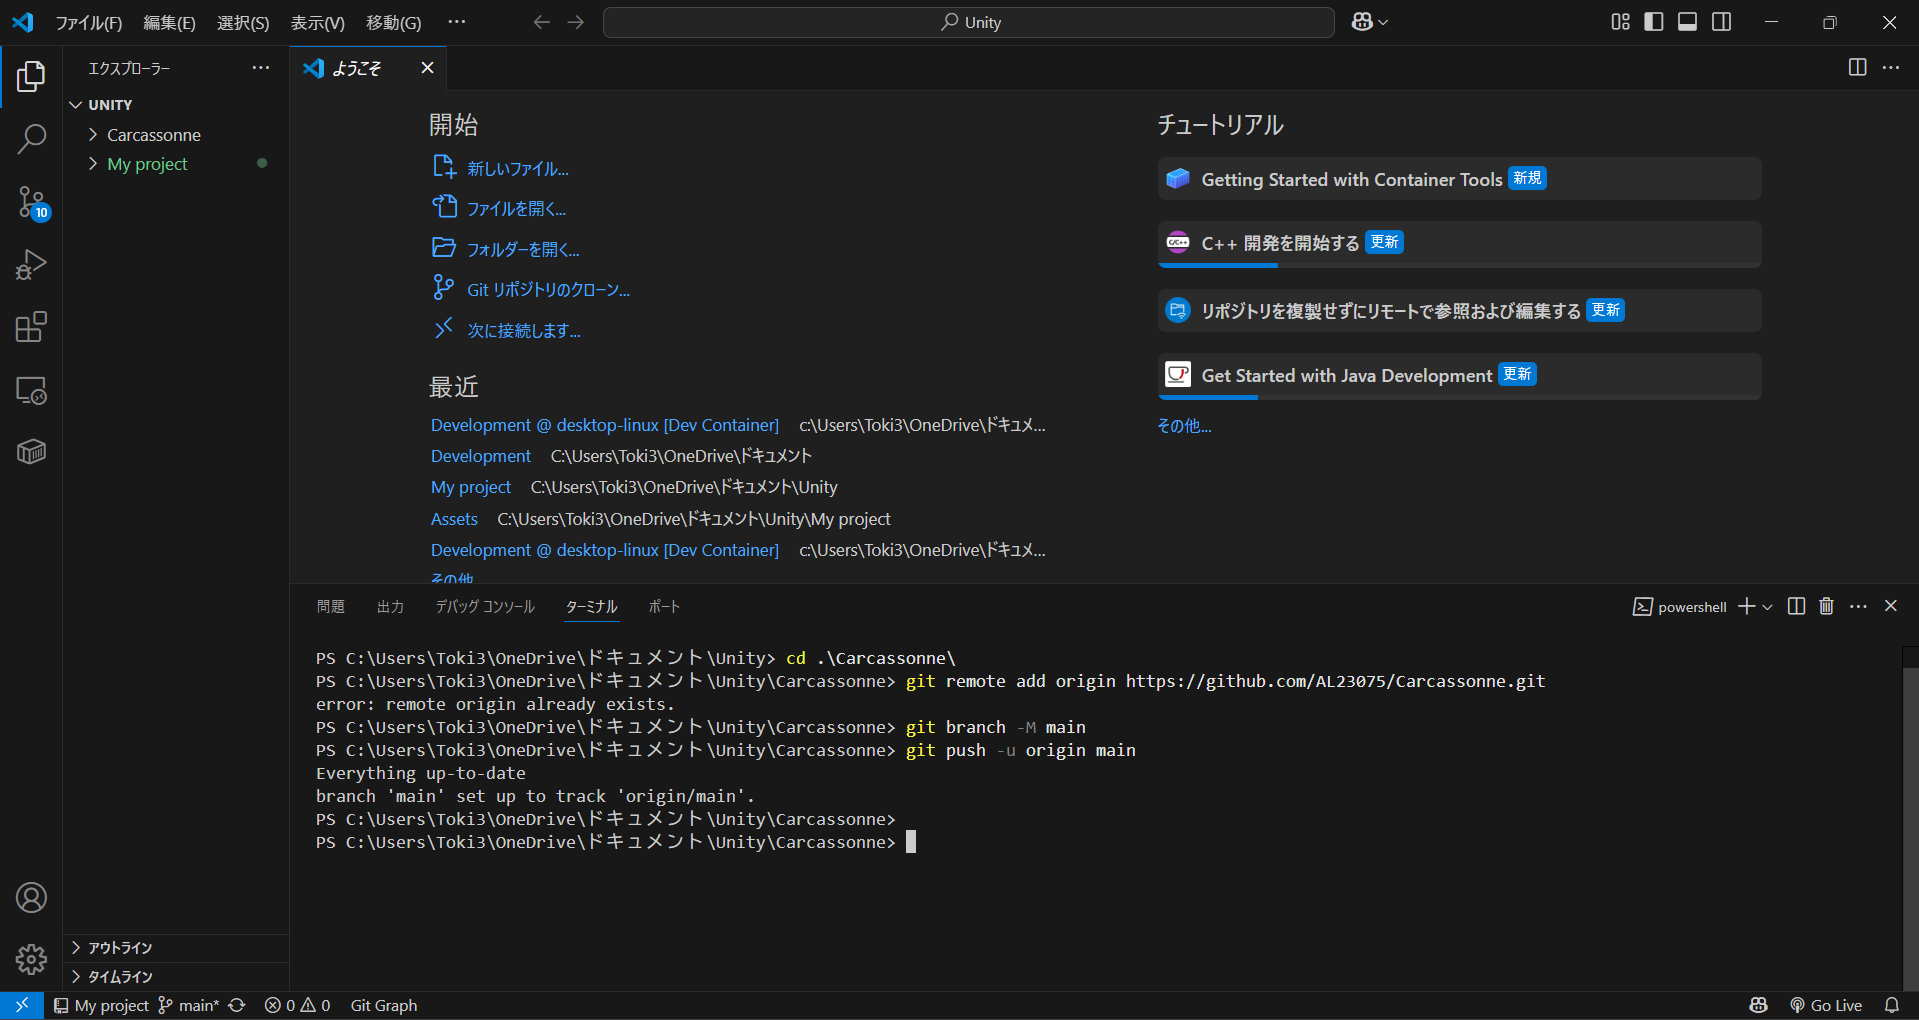 ファイル(F) 編集(E) 選択(S) 表示(V) 移動(G) ··· Unity
エクスプローラー ···
UNITY
Carcassonne
My project
10
ようこそ
開始
新しいファイル...
ファイルを開く...
フォルダーを開く...
Git リポジトリのクローン...
次に接続します...
最近
Development @ desktop-linux [Dev Container] c:\Users\Toki3\OneDrive\ドキュメ...
Development C:\Users\Toki3\OneDrive\ドキュメント
My project C:\Users\Toki3\OneDrive\ドキュメント\Unity
Assets C:\Users\Toki3\OneDrive\ドキュメント\Unity\My project
Development @ desktop-linux [Dev Container] c:\Users\Toki3\OneDrive\ドキュメ...
その他
チュートリアル
Getting Started with Container Tools 新規
C/C++
C++ 開発を開始する 更新
リポジトリを複製せずにリモートで参照および編集する 更新
Get Started with Java Development 更新
その他...
問題 出力 デバッグ コンソール ターミナル ポート powershell
PS C:\Users\Toki3\OneDrive\ドキュメント\Unity> cd .\Carcassonne\
PS C:\Users\Toki3\OneDrive\ドキュメント\Unity\Carcassonne> git remote add origin https://github.com/AL23075/Carcassonne.git
error: remote origin already exists.
PS C:\Users\Toki3\OneDrive\ドキュメント\Unity\Carcassonne> git branch -M main
PS C:\Users\Toki3\OneDrive\ドキュメント\Unity\Carcassonne> git push -u origin main
Everything up-to-date
branch 'main' set up to track 'origin/main'.
PS C:\Users\Toki3\OneDrive\ドキュメント\Unity\Carcassonne>
PS C:\Users\Toki3\OneDrive\ドキュメント\Unity\Carcassonne>
アウトライン
タイムライン
My project main* 0 0 Git Graph Go Live